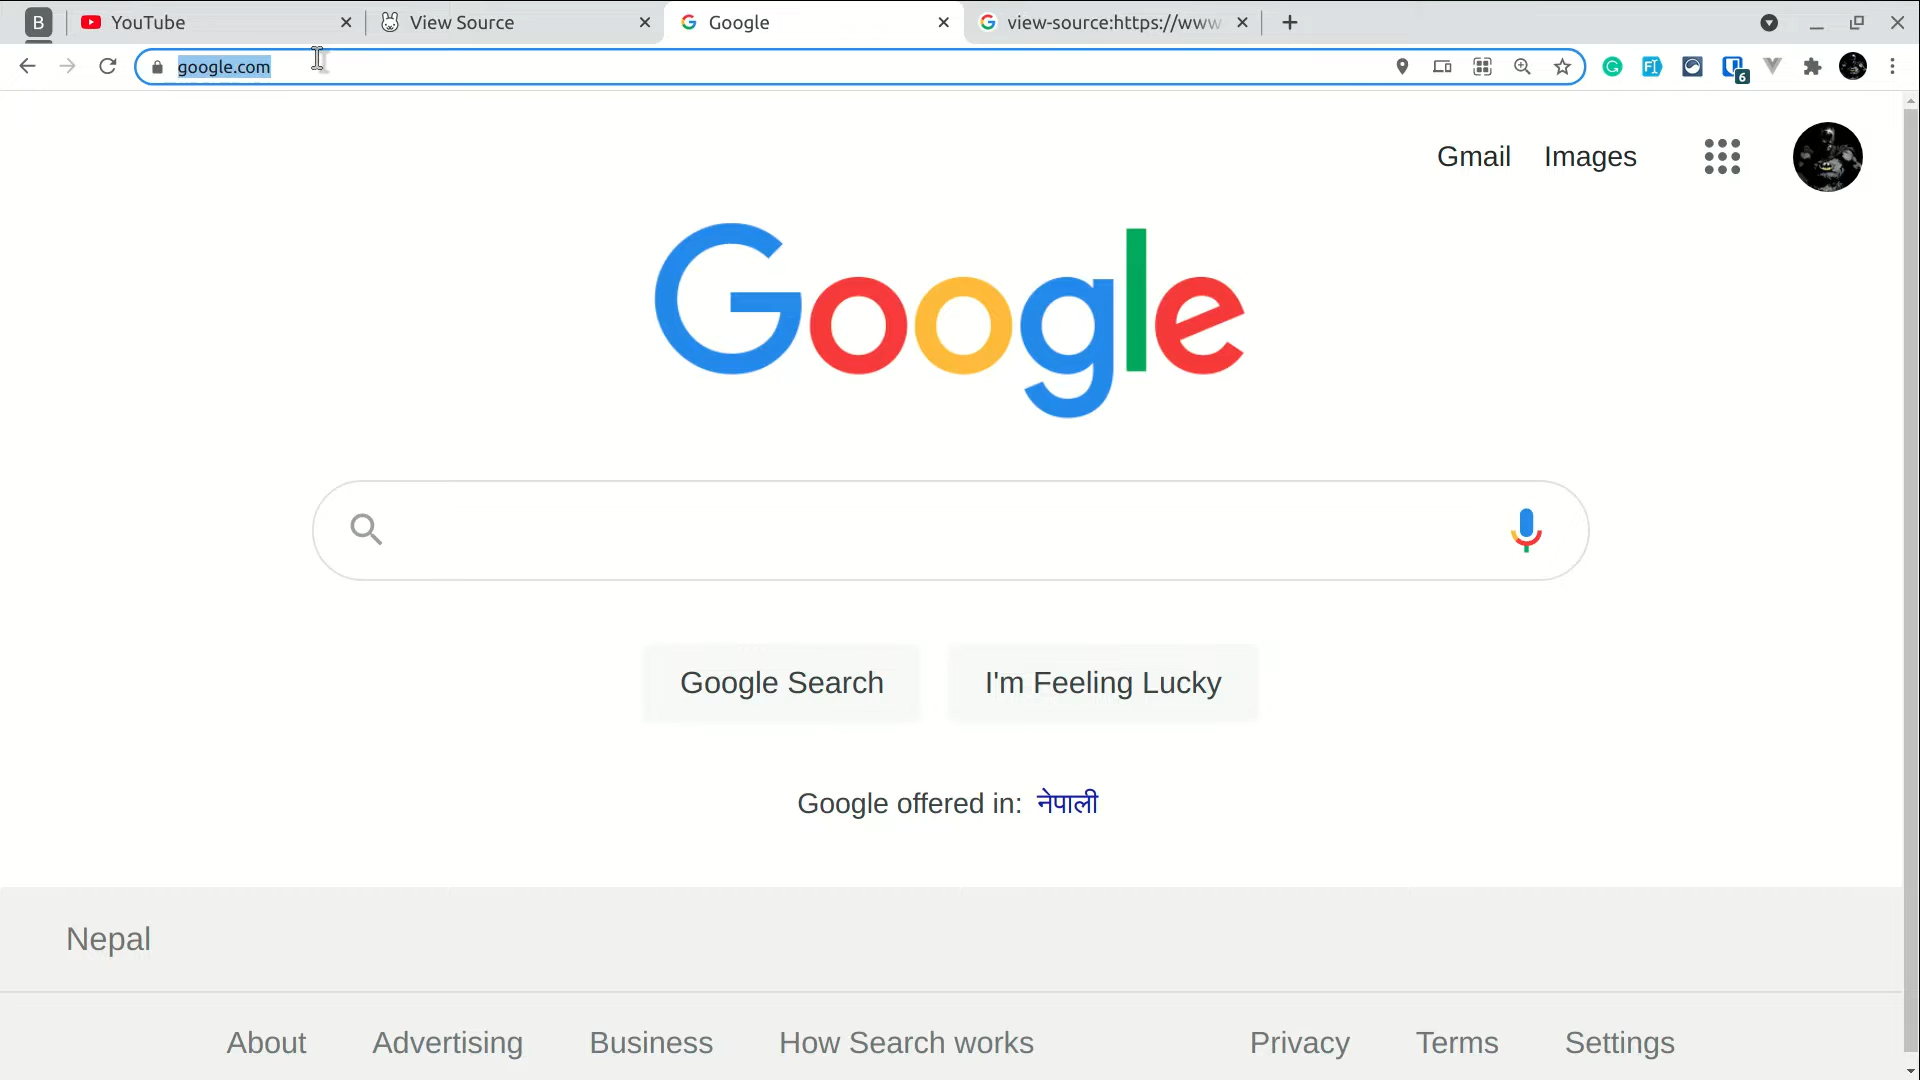 B YouTube View Source Google view-source:https://www
google.com
6
Gmail Images
Google
Google Search I'm Feeling Lucky
Google offered in: नेपाली
Nepal
About Advertising Business How Search works Privacy Terms Settings